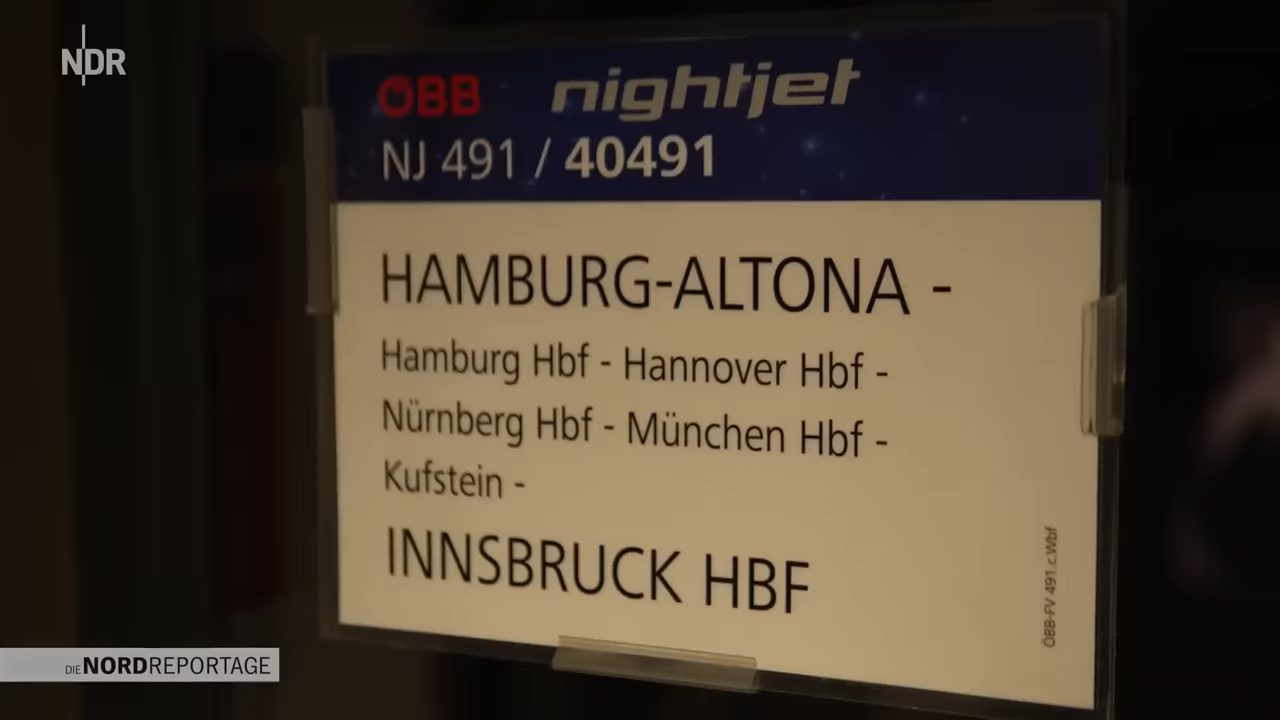 NDR
ÖBB nightjet
NJ 491 / 40491
HAMBURG-ALTONA -
Hamburg Hbf - Hannover Hbf -
Nürnberg Hbf - München Hbf -
Kufstein -
INNSBRUCK HBF
ÖBB-FV 491.c.Wbf
DIE NORDREPORTAGE